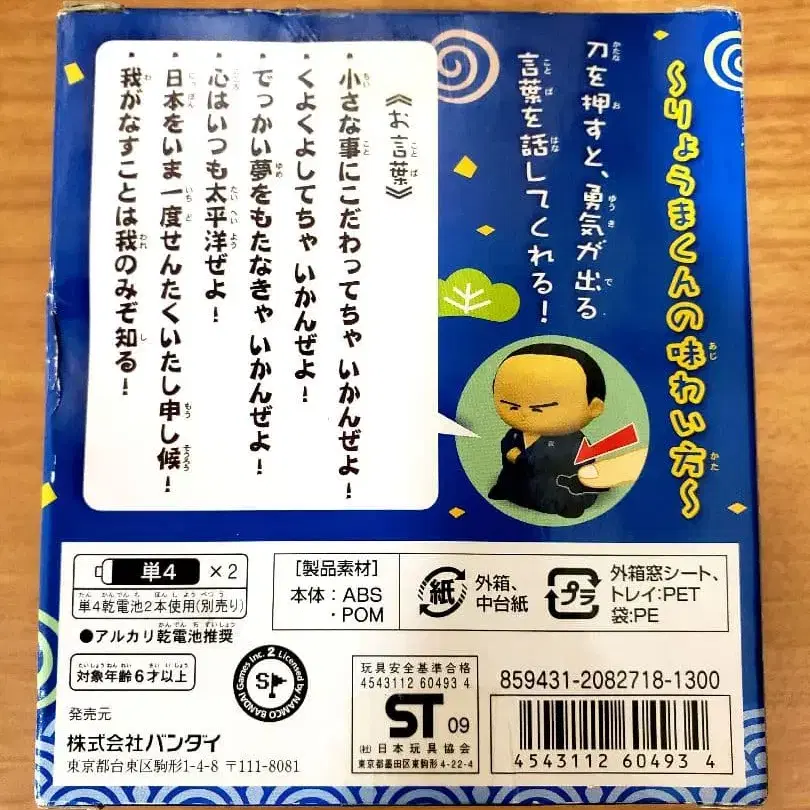 ～りょうまくんの味わい方～
刀を押すと、勇気が出る
言葉を話してくれる！
《お言葉》
・小さな事にこだわってちゃいかんぜよ！
・くよくよしてちゃいかんぜよ！
・でっかい夢をもたなきゃいかんぜよ！
・心はいつも太平洋ぜよ！
・日本をいま一度せんたくいたし申し候！
・我がなすことは我のみぞ知る！
単4 ×2
単4乾電池2本使用(別売り)
●アルカリ乾電池推奨
対象年齢6才以上
発売元
株式会社バンダイ
東京都台東区駒形1-4-8 〒111-8081
[製品素材]
本体：ABS
・POM
紙
外箱、
中台紙
プラ
外箱窓シート、
トレイ:PET
袋:PE
S
Games Inc. 2 Licensed by NAMCO BANDAI
玩具安全基準合格
4543112 60493 4
ST 09
(社)日本玩具協会
東京都墨田区東駒形4-22-4
859431-2082718-1300
4 543112 604934